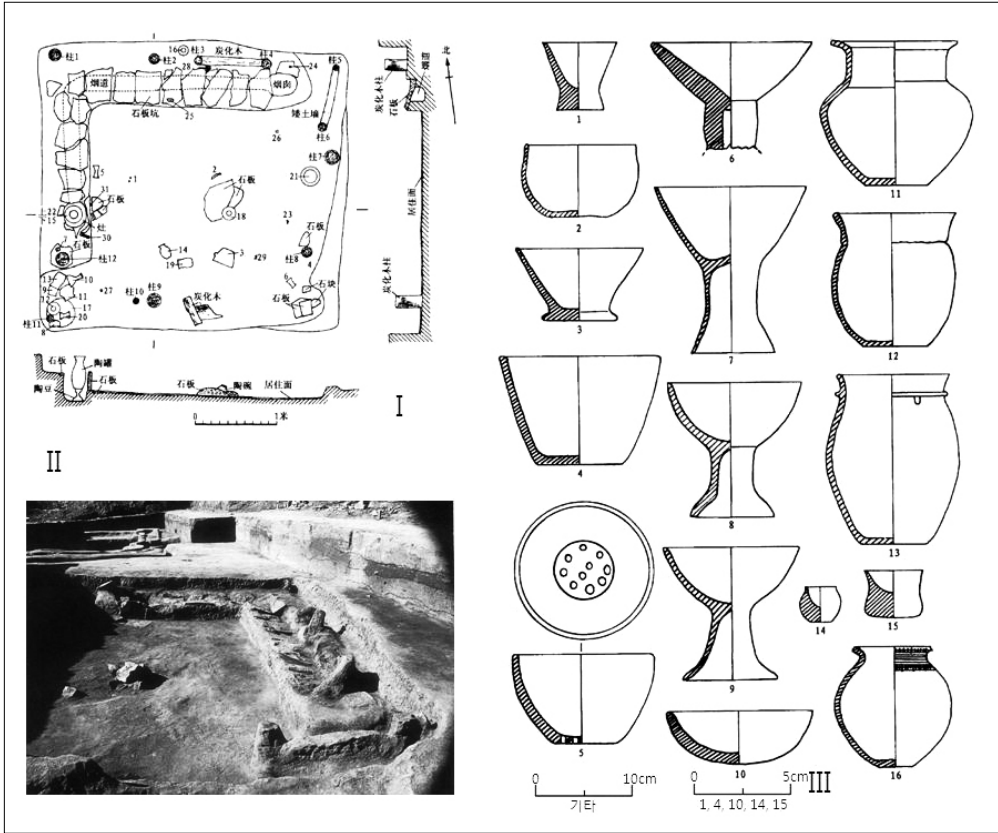 柱1
柱2
16
柱3
炭化木
柱4
柱5
24
28
烟道
烟囱
石板炕
25
矮土墙
柱6
26
柱7
21
5
1
2
石板
18
31
石板
22
15
灶
30
7
石板
柱12
23
石板
柱8
4
14
19
3
29
6
石块
石板
13
10
9
12
11
27
17
20
柱11
8
柱10
柱9
炭化木
北
烟道
炭化木柱
石板
居住面
炭化木柱
石板
陶罐
陶豆
石板
石板
陶碗
居住面
0 1米
I
II
1
2
3
4
5
6
7
8
9
10
11
12
13
14
15
16
III
0 10cm
기타
0 5cm
1, 4, 10, 14, 15